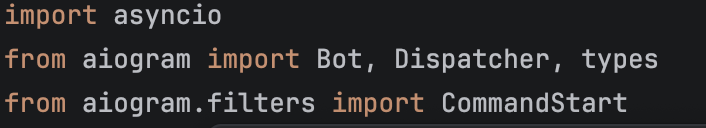 import asyncio
from aiogram import Bot, Dispatcher, types
from aiogram.filters import CommandStart